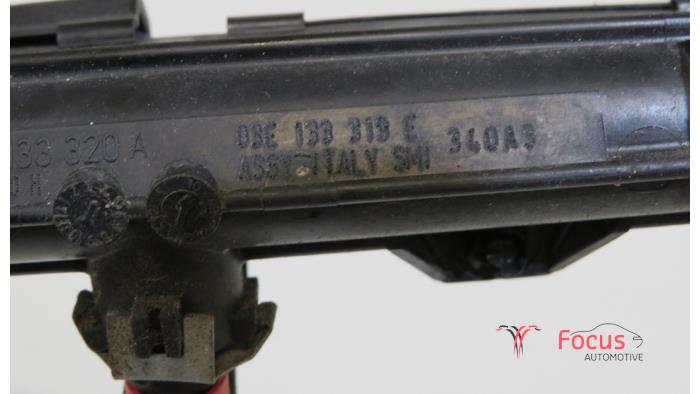 133 320 A
03E 133 319 E
ASSY ITALY SMI 340AS
Focus
AUTOMOTIVE